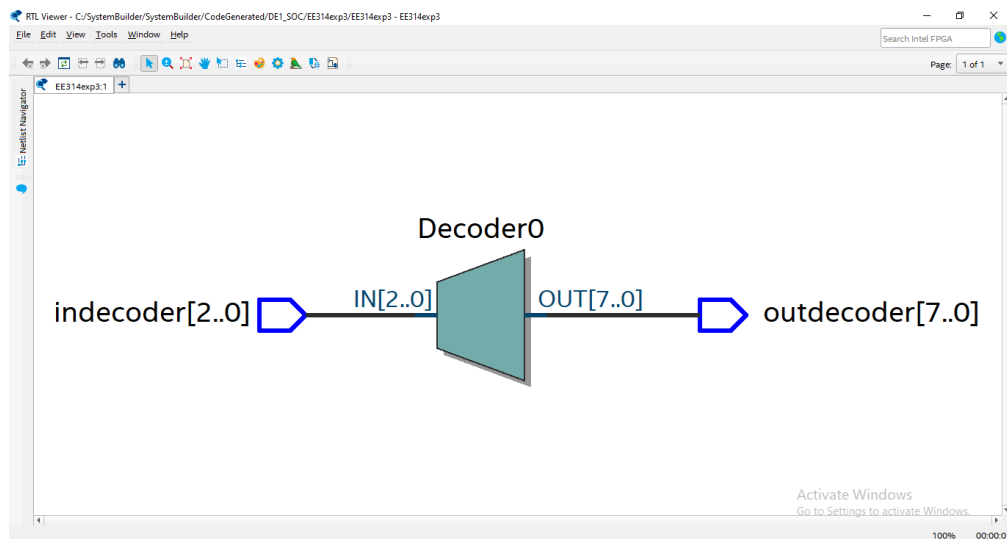 RTL Viewer - C:/SystemBuilder/SystemBuilder/CodeGenerated/DE1_SOC/EE314exp3/EE314exp3 - EE314exp3
File Edit View Tools Window Help
Search Intel FPGA
Page: 1 of 1
EE314exp3:1
Netlist Navigator
Decoder0
indecoder[2..0] IN[2..0] OUT[7..0] outdecoder[7..0]
Activate Windows
Go to Settings to activate Windows.
100% 00:00:0